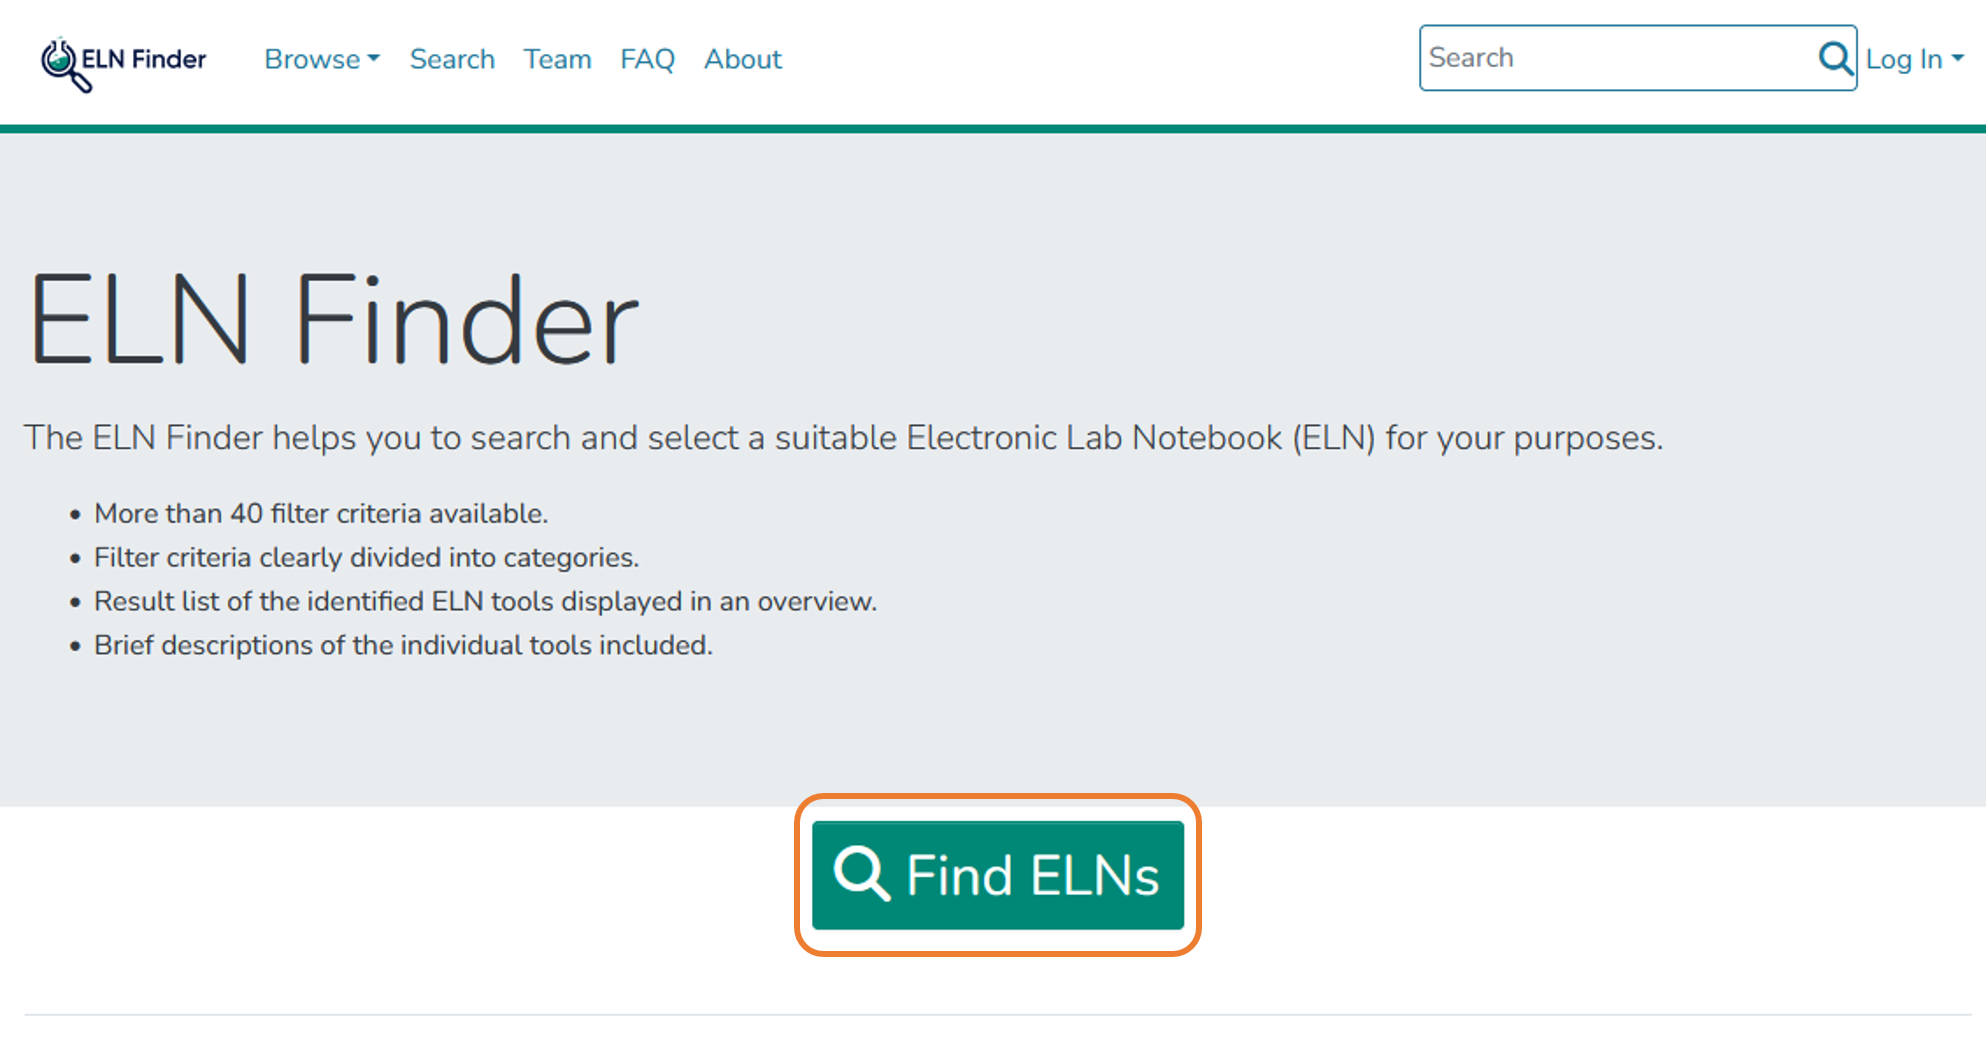 ELN Finder Browse Search Team FAQ About Search Log In
ELN Finder
The ELN Finder helps you to search and select a suitable Electronic Lab Notebook (ELN) for your purposes.
• More than 40 filter criteria available.
• Filter criteria clearly divided into categories.
• Result list of the identified ELN tools displayed in an overview.
• Brief descriptions of the individual tools included.
Find ELNs